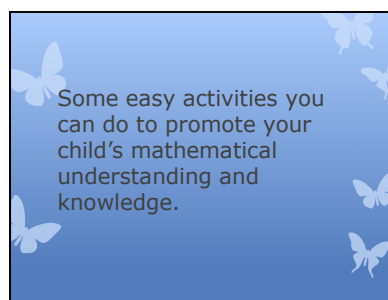 Some easy activities you
can do to promote your
child’s mathematical
understanding and
knowledge.